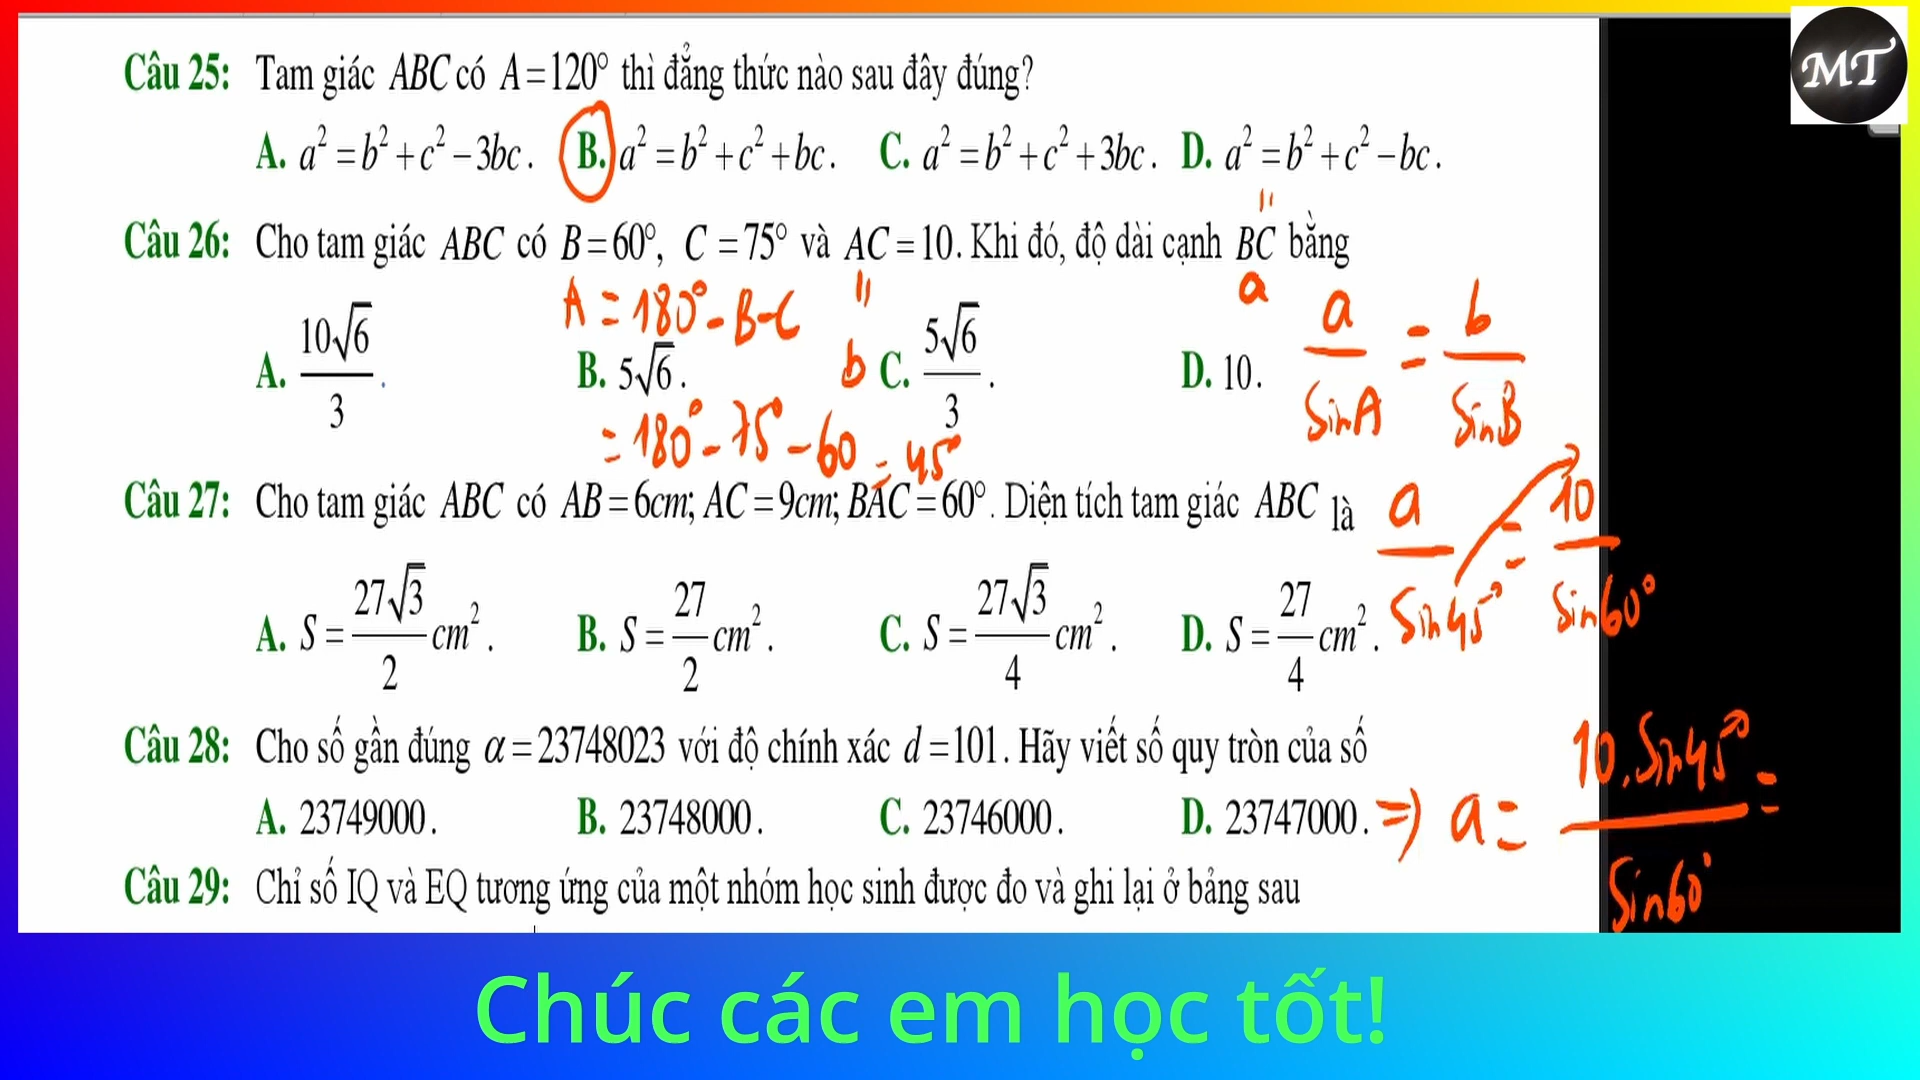 MT
Câu 25: Tam giác ABC có A = 120° thì đẳng thức nào sau đây đúng?
A. a² = b² + c² − 3bc. B. a² = b² + c² + bc. C. a² = b² + c² + 3bc. D. a² = b² + c² − bc.
Câu 26: Cho tam giác ABC có B = 60°, C = 75° và AC = 10. Khi đó, độ dài cạnh BC bằng
A = 180° - B - C
" b
" a
a/sinA = b/sinB
A. 10√6/3. B. 5√6. C. 5√6/3. D. 10.
= 180° - 75° - 60 = 45°
Câu 27: Cho tam giác ABC có AB = 6cm; AC = 9cm; BAC = 60°. Diện tích tam giác ABC là
a/sin45° = 10/sin60°
A. S = 27√3/2 cm². B. S = 27/2 cm². C. S = 27√3/4 cm². D. S = 27/4 cm².
Câu 28: Cho số gần đúng α = 23748023 với độ chính xác d = 101. Hãy viết số quy tròn của số
A. 23749000. B. 23748000. C. 23746000. D. 23747000.
=> a = 10.sin45°/sin60° =
Câu 29: Chỉ số IQ và EQ tương ứng của một nhóm học sinh được đo và ghi lại ở bảng sau
Chúc các em học tốt!